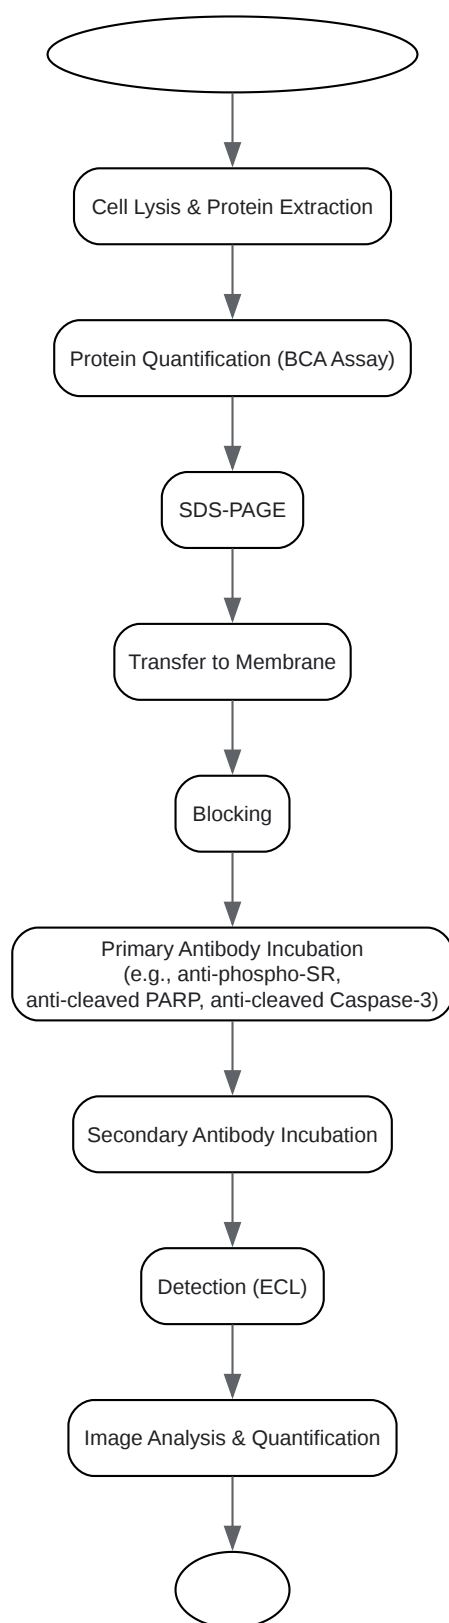 Cell Lysis & Protein Extraction
Protein Quantification (BCA Assay)
SDS-PAGE
Transfer to Membrane
Blocking
Primary Antibody Incubation
(e.g., anti-phospho-SR,
anti-cleaved PARP, anti-cleaved Caspase-3)
Secondary Antibody Incubation
Detection (ECL)
Image Analysis & Quantification